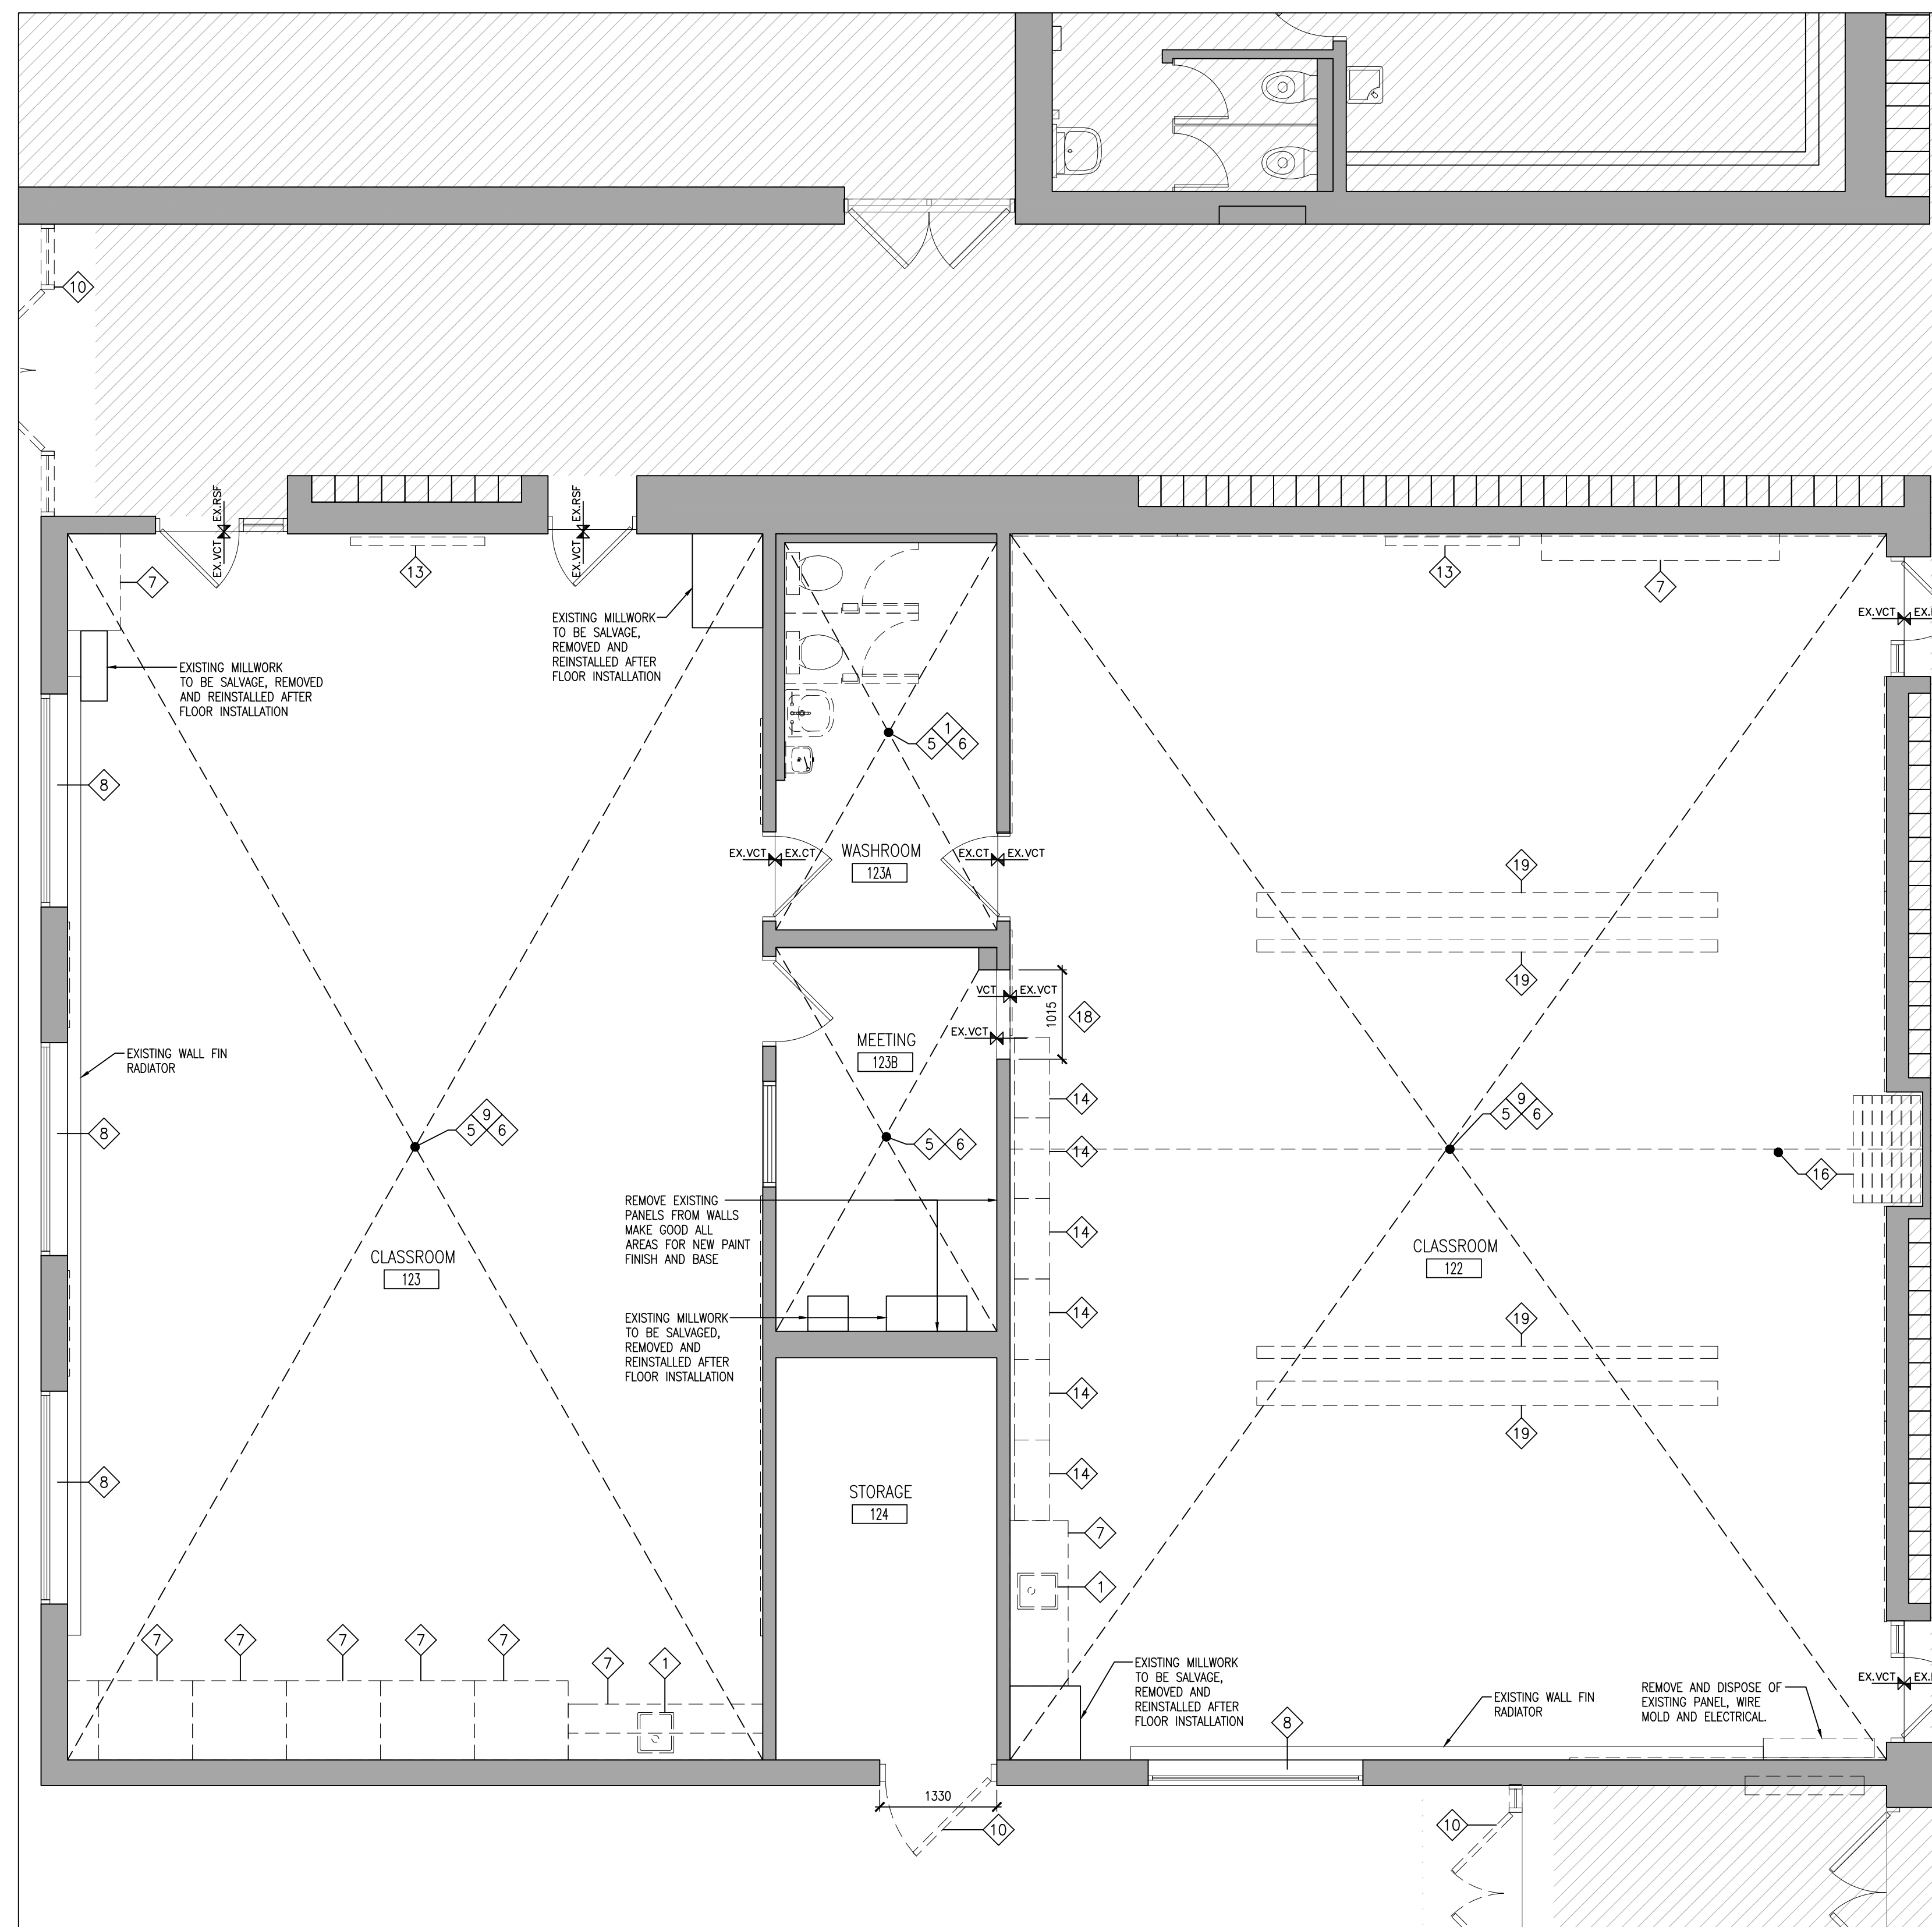 10
EX.VCT EX.RSF
EX.VCT EX.RSF
7
13
13
7
EXISTING MILLWORK
TO BE SALVAGE,
REMOVED AND
REINSTALLED AFTER
FLOOR INSTALLATION
EX.VCT
EXISTING MILLWORK
TO BE SALVAGE, REMOVED
AND REINSTALLED AFTER
FLOOR INSTALLATION
1
5 6
8
EX.VCT EX.CT
WASHROOM
123A
EX.CT EX.VCT
19
19
VCT EX.VCT
1015
18
EX.VCT
MEETING
123B
EXISTING WALL FIN
RADIATOR
14
9
5 6
9
5 6
8
5 6
14
16
REMOVE EXISTING
PANELS FROM WALLS
MAKE GOOD ALL
AREAS FOR NEW PAINT
FINISH AND BASE
14
CLASSROOM
123
CLASSROOM
122
EXISTING MILLWORK
TO BE SALVAGED,
REMOVED AND
REINSTALLED AFTER
FLOOR INSTALLATION
14
19
14
19
8
14
STORAGE
124
7
1
7
7
7
7
7
7
1
EXISTING MILLWORK
TO BE SALVAGE,
REMOVED AND
REINSTALLED AFTER
FLOOR INSTALLATION
8
EXISTING WALL FIN
RADIATOR
REMOVE AND DISPOSE OF
EXISTING PANEL, WIRE
MOLD AND ELECTRICAL.
EX.VCT
1330
10
10